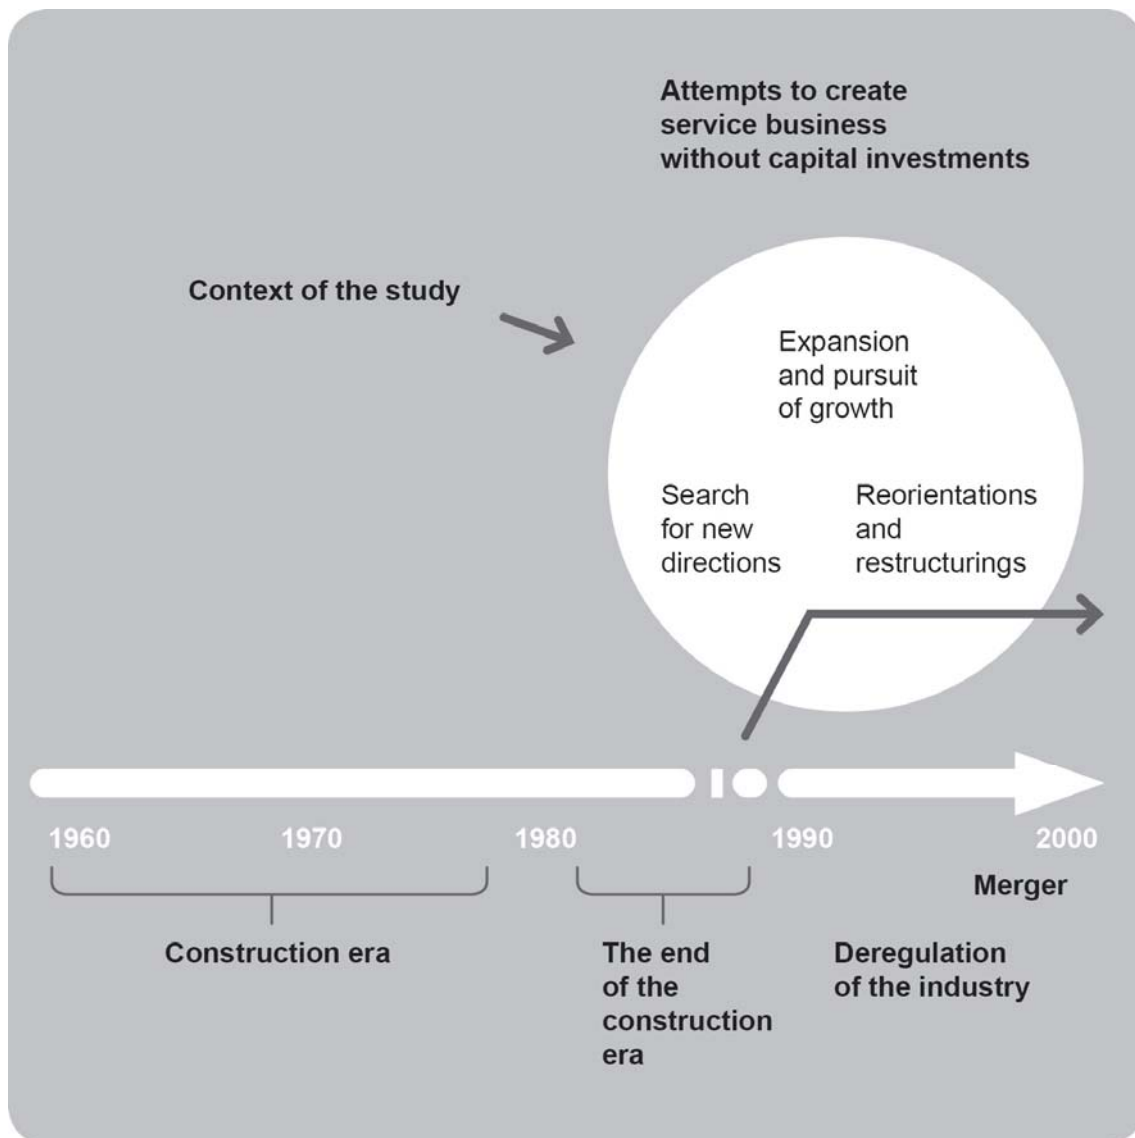 Attempts to create
service business
without capital investments
Context of the study
Expansion
and pursuit
of growth
Search
for new
directions
Reorientations
and
restructurings
1960 1970 1980 1990 2000
Merger
Construction era
The end
of the
construction
era
Deregulation
of the industry